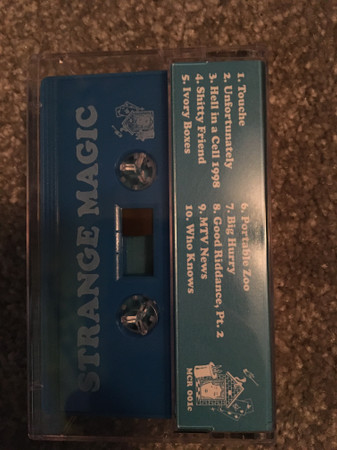 STRANGE MAGIC
1. Touche
2. Unfortunately
3. Hell in a Cell 1998
4. Shitty Friend
5. Ivory Boxes
6. Portable Zoo
7. Big Hurry
8. Good Riddance, Pt. 2
9. MTV News
10. Who Knows
MCR 001c